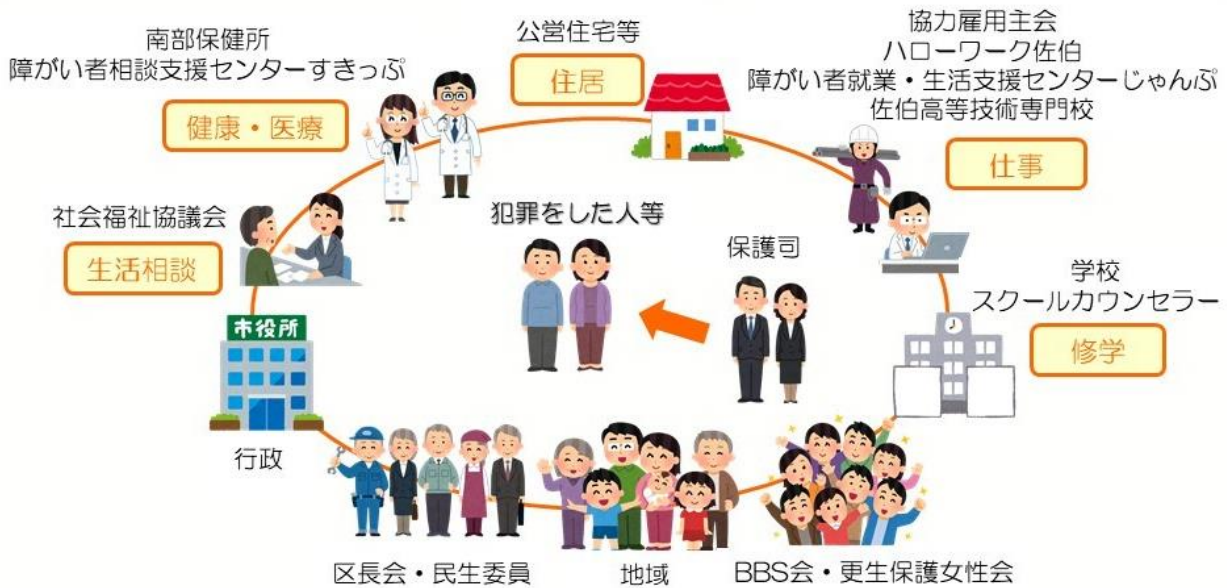 南部保健所
障がい者相談支援センターすきっぷ
健康・医療
公営住宅等
住居
協力雇用主会
ハローワーク佐伯
障がい者就業・生活支援センターじゃんぷ
佐伯高等技術専門校
仕事
社会福祉協議会
生活相談
犯罪をした人等
保護司
学校
スクールカウンセラー
修学
市役所
行政
区長会・民生委員
地域
BBS会・更生保護女性会